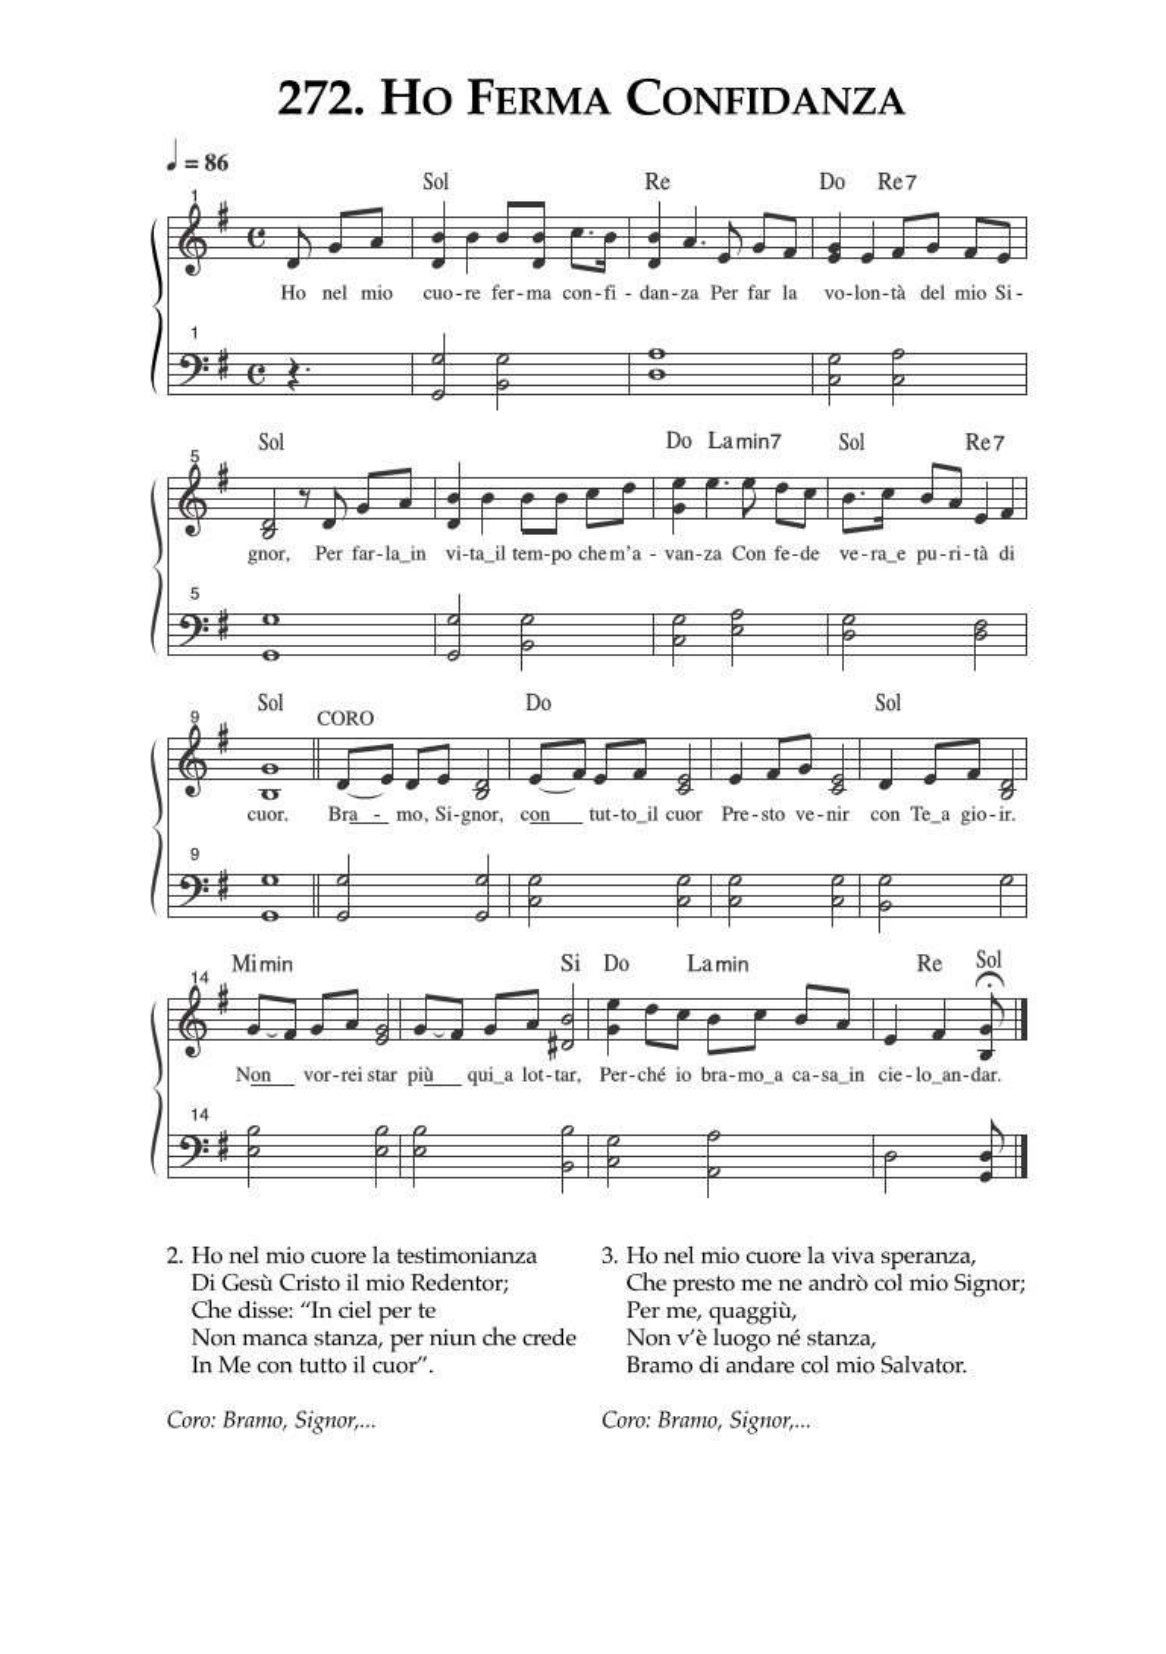 272. Ho Ferma Confidanza
♩ = 86
Sol Re Do Re7
1
Ho nel mio cuo-re fer-ma con-fi - dan-za Per far la vo-lon-tà del mio Si-
1
Sol Do Lamin7 Sol Re7
5
gnor, Per far-la_in vi-ta_il tem-po che m'a - van-za Con fe-de ve-ra_e pu-ri-tà di
5
Sol CORO Do Sol
9
cuor. Bra - mo, Si-gnor, con tut-to_il cuor Pre-sto ve-nir con Te_a gio-ir.
9
Mimin Si Do Lamin Re Sol
14
Non vor-rei star più qui_a lot-tar, Per-ché io bra-mo_a ca-sa_in cie-lo_an-dar.
14
2. Ho nel mio cuore la testimonianza
Di Gesù Cristo il mio Redentor;
Che disse: “In ciel per te
Non manca stanza, per niun che crede
In Me con tutto il cuor”.
Coro: Bramo, Signor,...
3. Ho nel mio cuore la viva speranza,
Che presto me ne andrò col mio Signor;
Per me, quaggiù,
Non v’è luogo né stanza,
Bramo di andare col mio Salvator.
Coro: Bramo, Signor,...